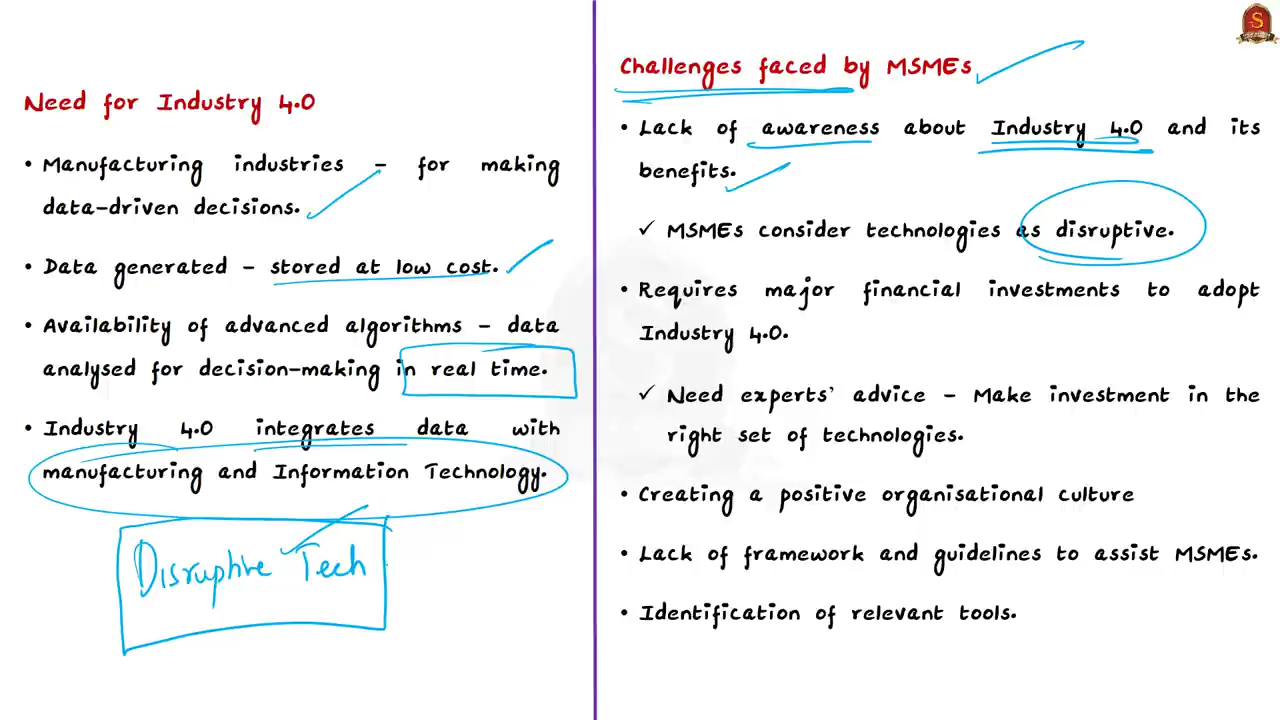 Need for Industry 4.0
• Manufacturing industries – for making
data-driven decisions.
• Data generated – stored at low cost.
• Availability of advanced algorithms – data
analysed for decision-making in real time.
• Industry 4.0 integrates data with
manufacturing and Information Technology.
Disruptive Tech
Challenges faced by MSMEs
• Lack of awareness about Industry 4.0 and its
benefits.
✓ MSMEs consider technologies as disruptive.
• Requires major financial investments to adopt
Industry 4.0.
✓ Need experts' advice – Make investment in the
right set of technologies.
• Creating a positive organisational culture
• Lack of framework and guidelines to assist MSMEs.
• Identification of relevant tools.
S